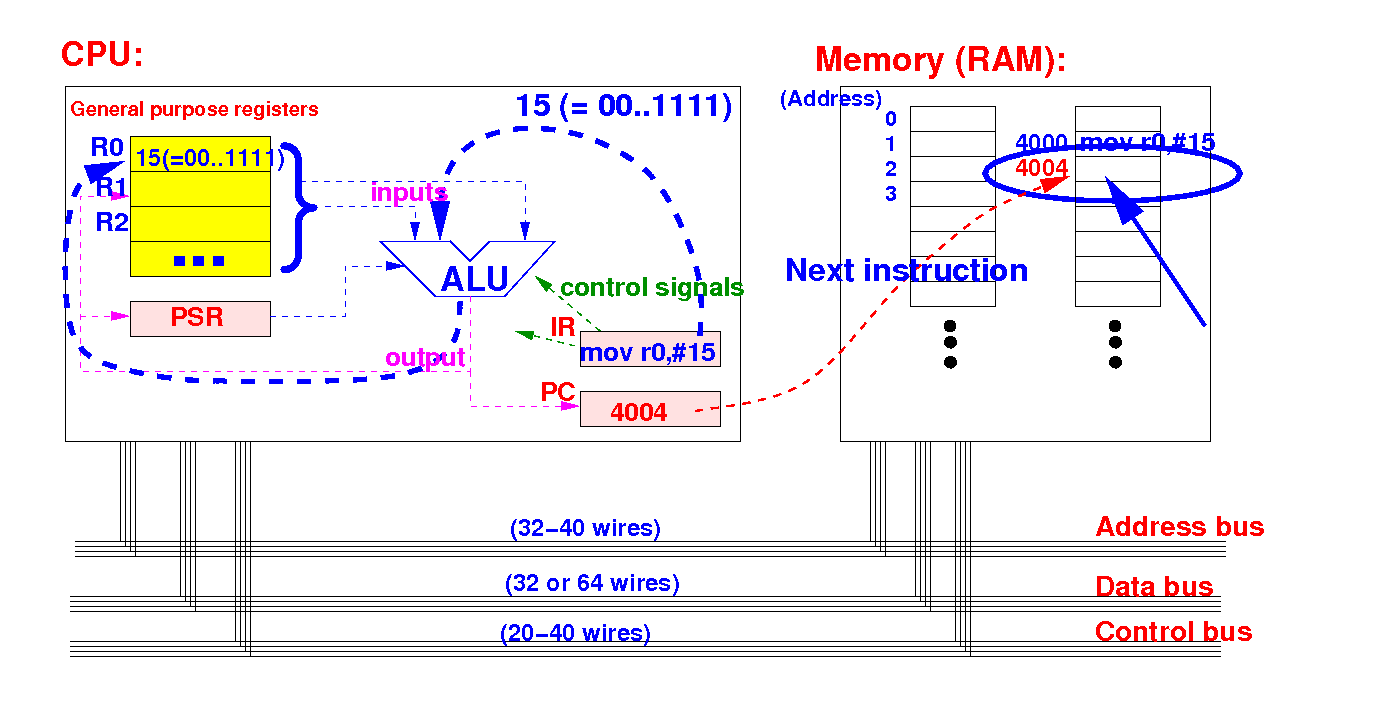 CPU:
Memory (RAM):
General purpose registers
15 (= 00..1111)
(Address)
R0
15(=00..1111)
R1
R2
inputs
ALU
PSR
control signals
IR
mov r0,#15
output
PC
4004
0
1
2
3
4000 mov r0,#15
4004
Next instruction
(32−40 wires)
Address bus
(32 or 64 wires)
Data bus
(20−40 wires)
Control bus